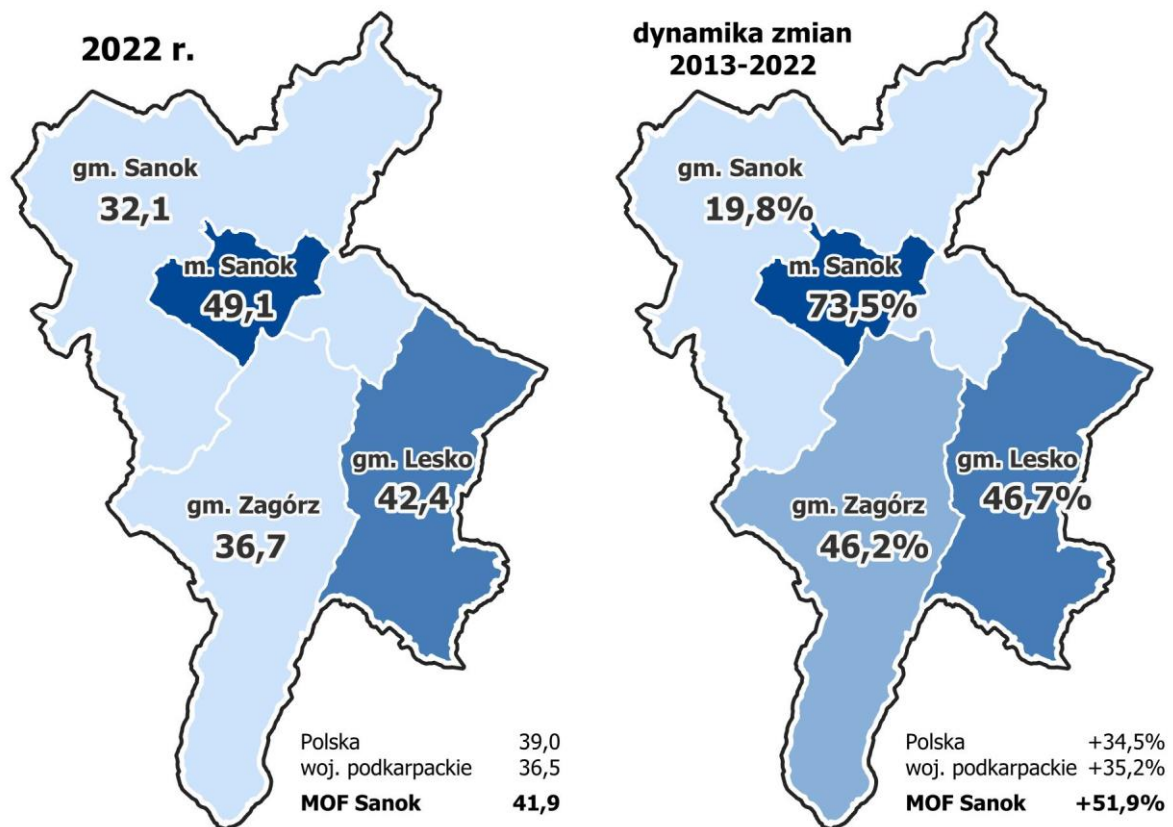 2022 r.
gm. Sanok
32,1
m. Sanok
49,1
gm. Lesko
42,4
gm. Zagórz
36,7
Polska 39,0
woj. podkarpackie 36,5
MOF Sanok 41,9
dynamika zmian
2013-2022
gm. Sanok
19,8%
m. Sanok
73,5%
gm. Lesko
46,7%
gm. Zagórz
46,2%
Polska +34,5%
woj. podkarpackie +35,2%
MOF Sanok +51,9%